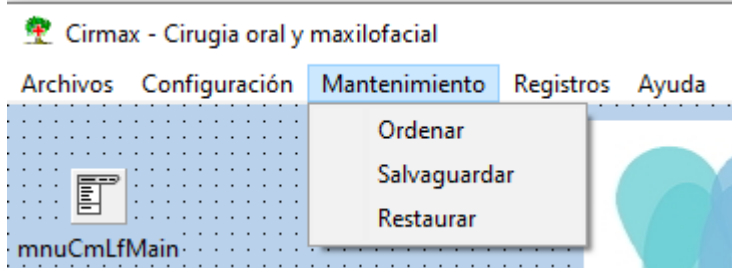 Cirmax - Cirugia oral y maxilofacial
Archivos Configuración Mantenimiento Registros Ayuda
Ordenar
Salvaguardar
Restaurar
mnuCmLfMain